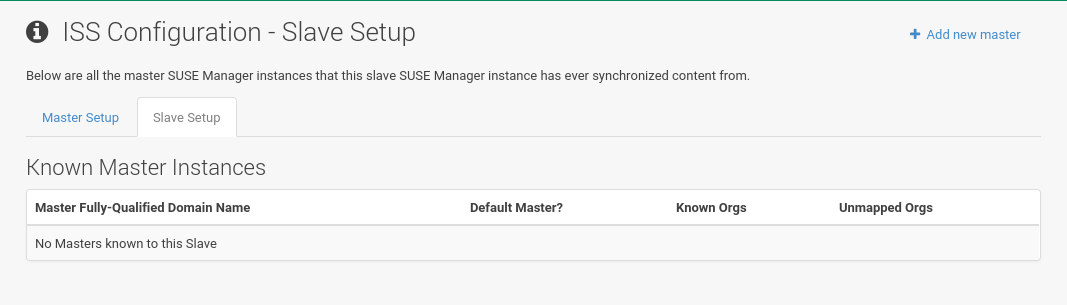 ISS Configuration - Slave Setup
Add new master
Below are all the master SUSE Manager instances that this slave SUSE Manager instance has ever synchronized content from.
Master Setup
Slave Setup
Known Master Instances
Master Fully-Qualified Domain Name
Default Master?
Known Orgs
Unmapped Orgs
No Masters known to this Slave